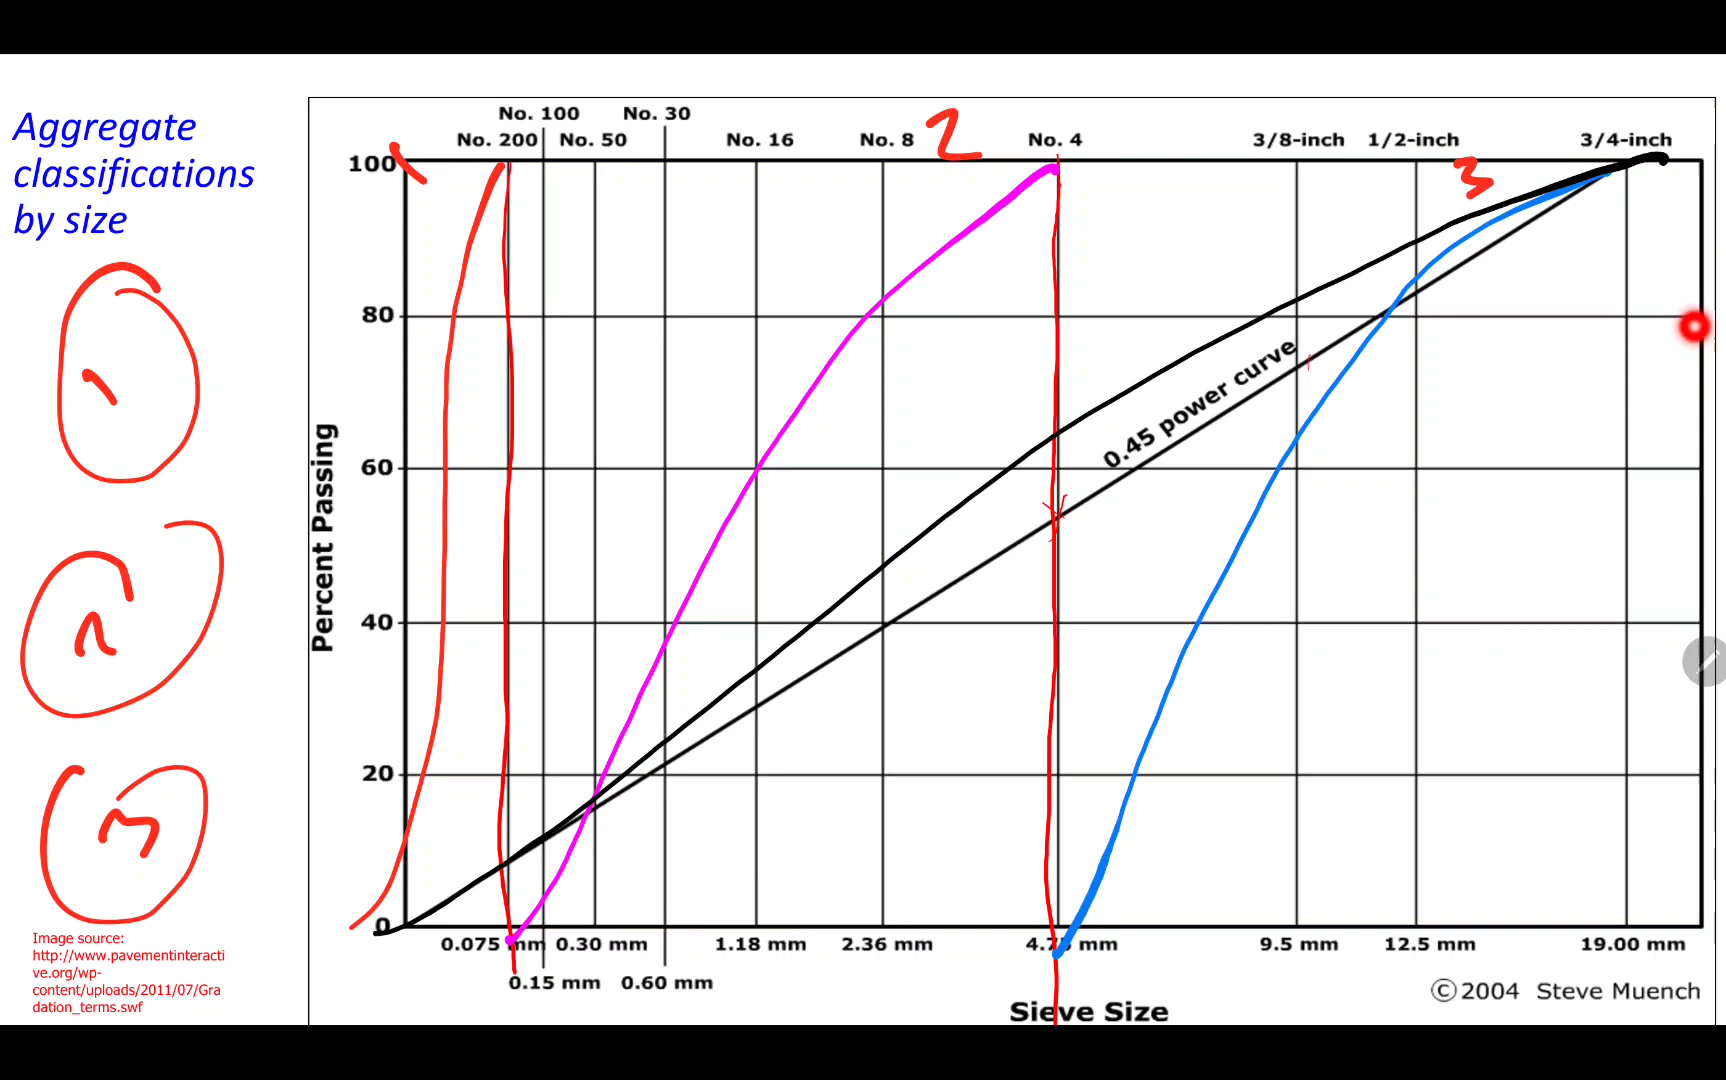 Aggregate
classifications
by size
1
2
3
Image source:
http://www.pavementinteracti
ve.org/wp-
content/uploads/2011/07/Gra
dation_terms.swf
No. 100 No. 30
No. 200 No. 50 No. 16 No. 8 No. 4 3/8-inch 1/2-inch 3/4-inch
1 2 3
100
80
60
40
20
0
Percent Passing
0.45 power curve
0.075 mm 0.30 mm 1.18 mm 2.36 mm 4.75 mm 9.5 mm 12.5 mm 19.00 mm
0.15 mm 0.60 mm
© 2004 Steve Muench
Sieve Size